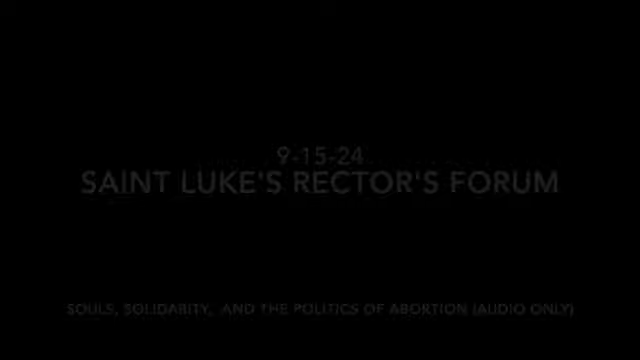 9-15-24
SAINT LUKE'S RECTOR'S FORUM
SOULS, SOLIDARITY, AND THE POLITICS OF ABORTION (AUDIO ONLY)